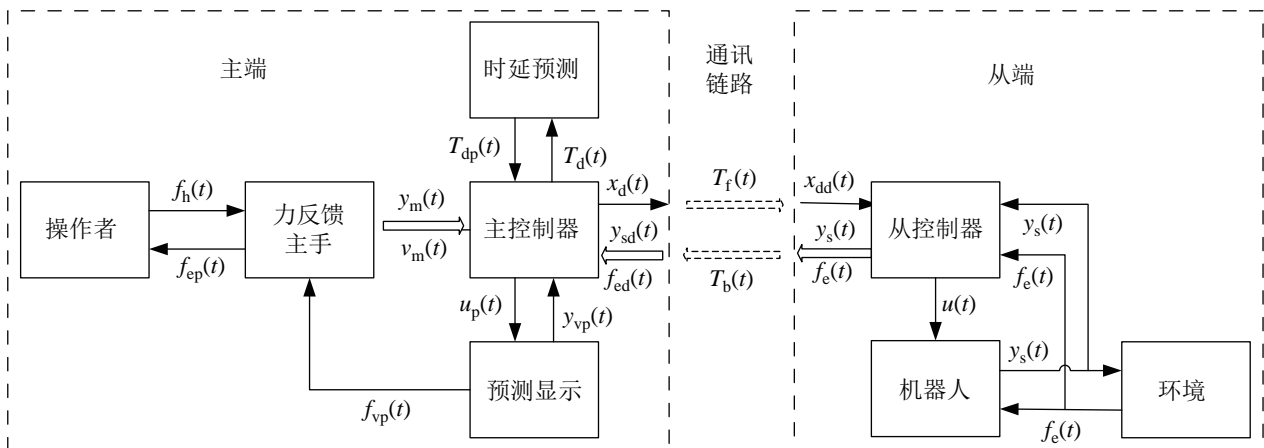 主端
时延预测
通讯
链路
从端
T_dp(t)
T_d(t)
操作者
f_h(t)
f_ep(t)
力反馈
主手
y_m(t)
v_m(t)
主控制器
x_d(t)
y_sd(t)
f_ed(t)
T_f(t)
T_b(t)
x_dd(t)
y_s(t)
f_e(t)
从控制器
y_s(t)
f_e(t)
u_p(t)
y_vp(t)
u(t)
f_vp(t)
预测显示
机器人
y_s(t)
f_e(t)
环境